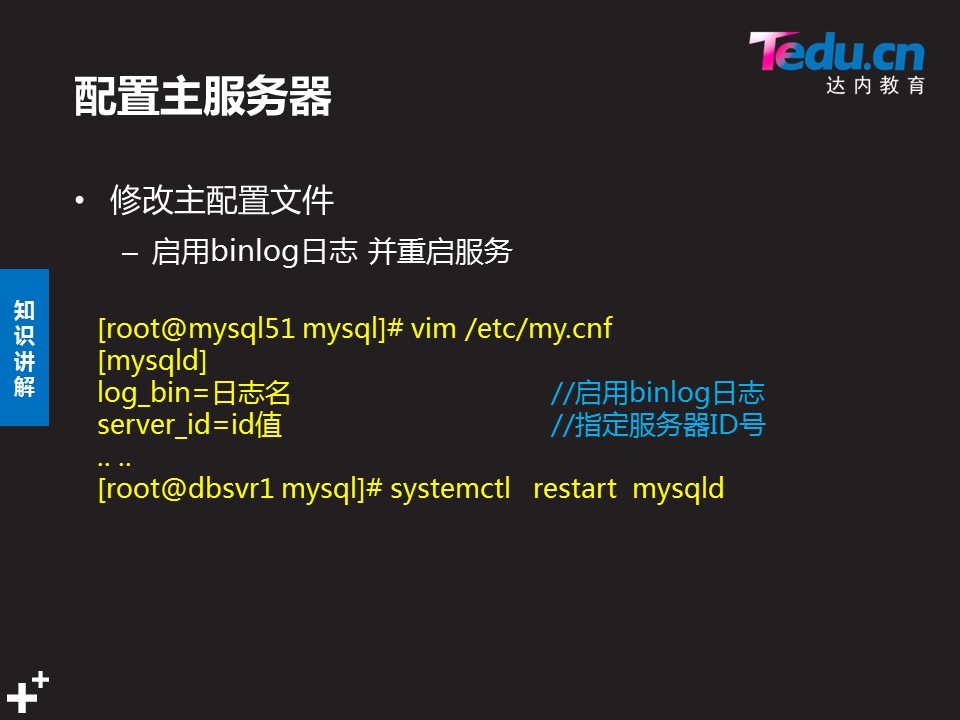 Tedu.cn
达内教育
配置主服务器
• 修改主配置文件
– 启用binlog日志 并重启服务
知识讲解
[root@mysql51 mysql]# vim /etc/my.cnf
[mysqld]
log_bin=日志名 //启用binlog日志
server_id=id值 //指定服务器ID号
.. ..
[root@dbsvr1 mysql]# systemctl restart mysqld